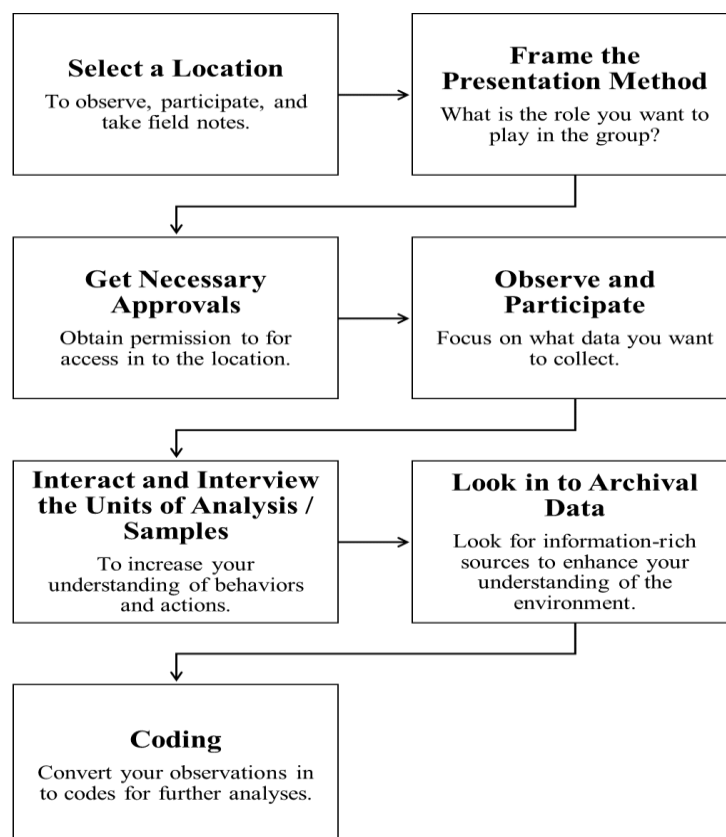 Select a Location
To observe, participate, and
take field notes.
Frame the
Presentation Method
What is the role you want to
play in the group?
Get Necessary
Approvals
Obtain permission to for
access in to the location.
Observe and
Participate
Focus on what data you want
to collect.
Interact and Interview
the Units of Analysis /
Samples
To increase your
understanding of behaviors
and actions.
Look in to Archival
Data
Look for information-rich
sources to enhance your
understanding of the
environment.
Coding
Convert your observations in
to codes for further analyses.